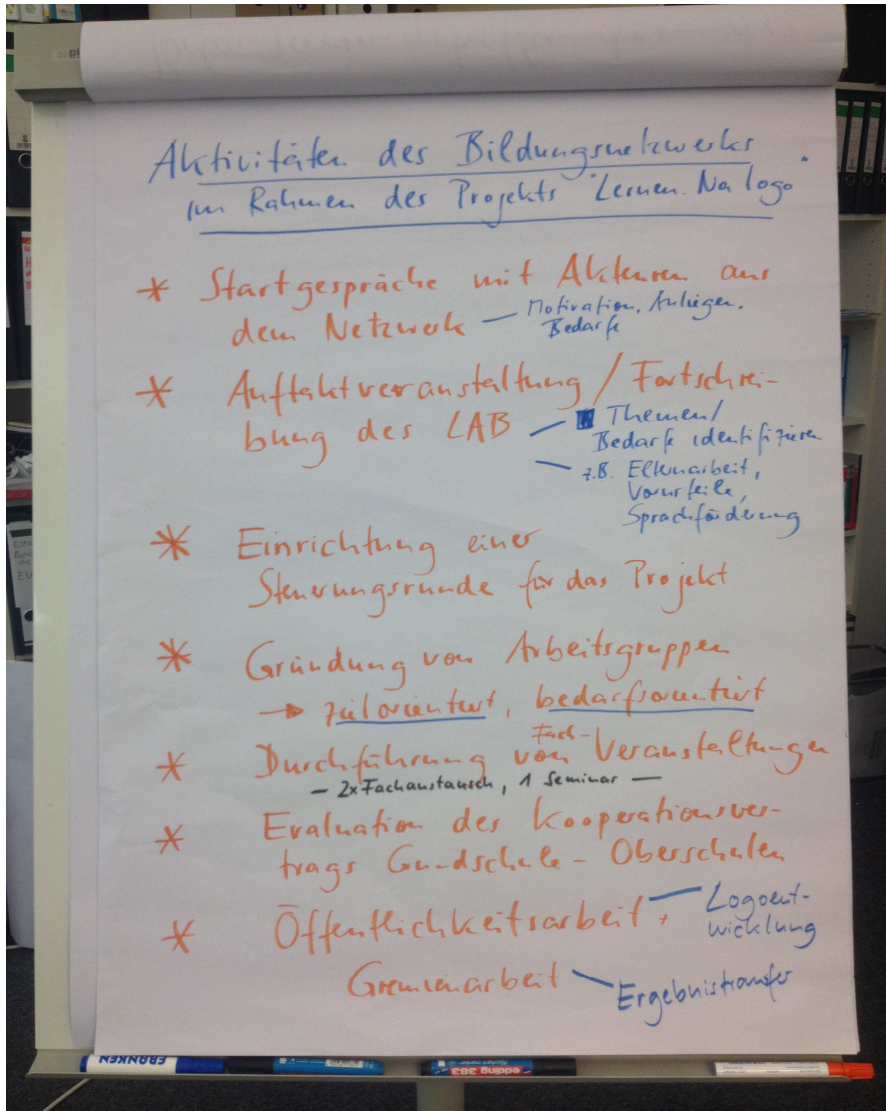 Aktivitäten des Bildungsnetzwerks
im Rahmen des Projekts "Lernen. Na logo"
* Startgespräche mit Akteuren aus
dem Netzwerk — Motivation, Anliegen,
Bedarfe
* Auftaktveranstaltung / Fortschrei-
bung des LAB — Themen/
Bedarfe identifizieren
— z.B. Elternarbeit,
Vorurteile,
Sprachförderung
* Einrichtung einer
Steuerungsrunde für das Projekt
* Gründung von Arbeitsgruppen
→ zielorientiert, bedarfsorientiert
* Durchführung von Fach-Veranstaltungen
— 2x Fachaustausch, 1 Seminar —
* Evaluation des Kooperationsver-
trags Grundschule - Oberschulen
* Öffentlichkeitsarbeit + — Logoent-
wicklung
Gremienarbeit — Ergebnistransfer
FRANKEN
edding 383